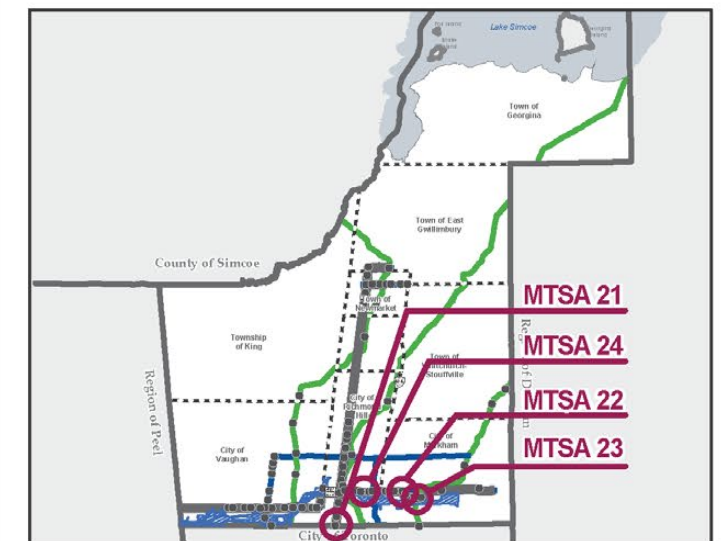 Lake Simcoe
Town of
Georgina
Town of East
Gwillimbury
County of Simcoe
MTSA 21
Town of
Newmarket
Township
of King
MTSA 24
Town of
Stouffville
Region of Peel
MTSA 22
City of
Richmond
Hill
City of
Markham
City of
Vaughan
MTSA 23
City of Toronto